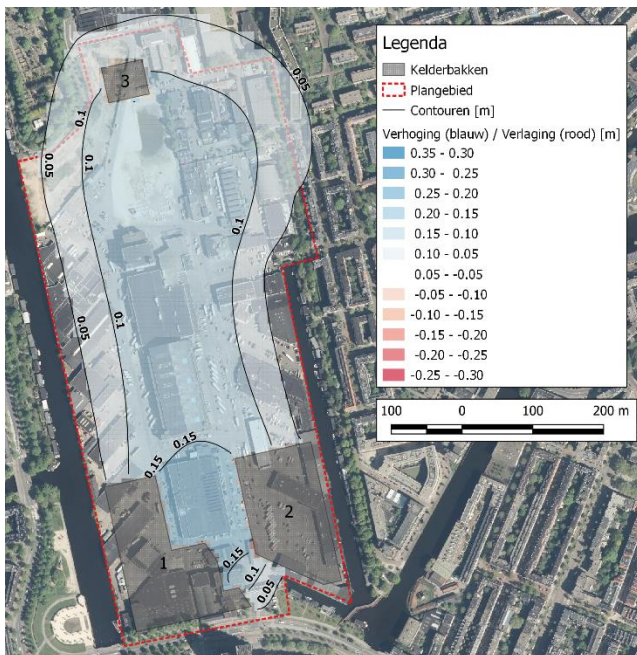 3
0.05
0.1
0.05
0.1
0.1
0.05
0.1
0.15
0.15
2
1
0.15
0.1
0.05
Legenda
Kelderbakken
Plangebied
Contouren [m]
Verhoging (blauw) / Verlaging (rood) [m]
0.35 - 0.30
0.30 - 0.25
0.25 - 0.20
0.20 - 0.15
0.15 - 0.10
0.10 - 0.05
0.05 - -0.05
-0.05 - -0.10
-0.10 - -0.15
-0.15 - -0.20
-0.20 - -0.25
-0.25 - -0.30
100 0 100 200 m